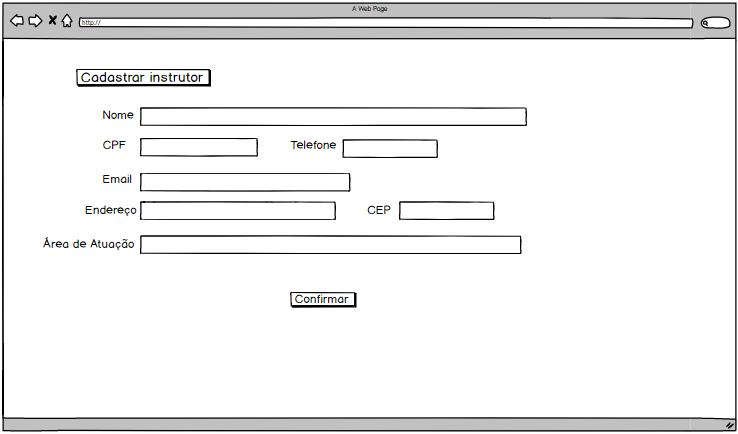 A Web Page
http://
Cadastrar instrutor
Nome
CPF Telefone
Email
Endereço CEP
Área de Atuação
Confirmar